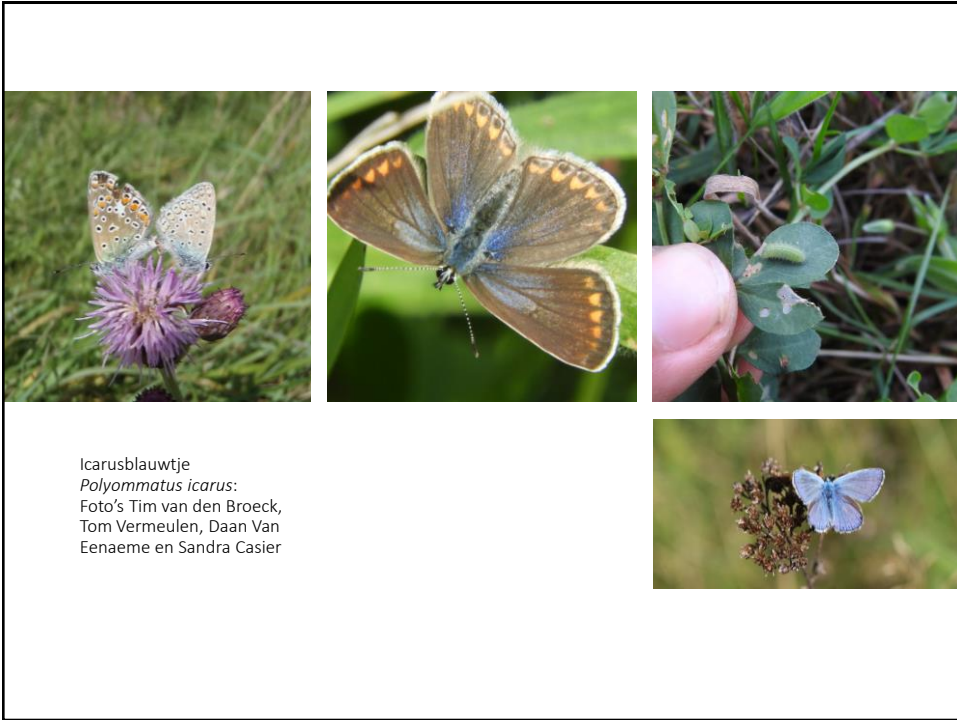 Icarusblauwtje
Polyommatus icarus:
Foto’s Tim van den Broeck,
Tom Vermeulen, Daan Van
Eenaeme en Sandra Casier